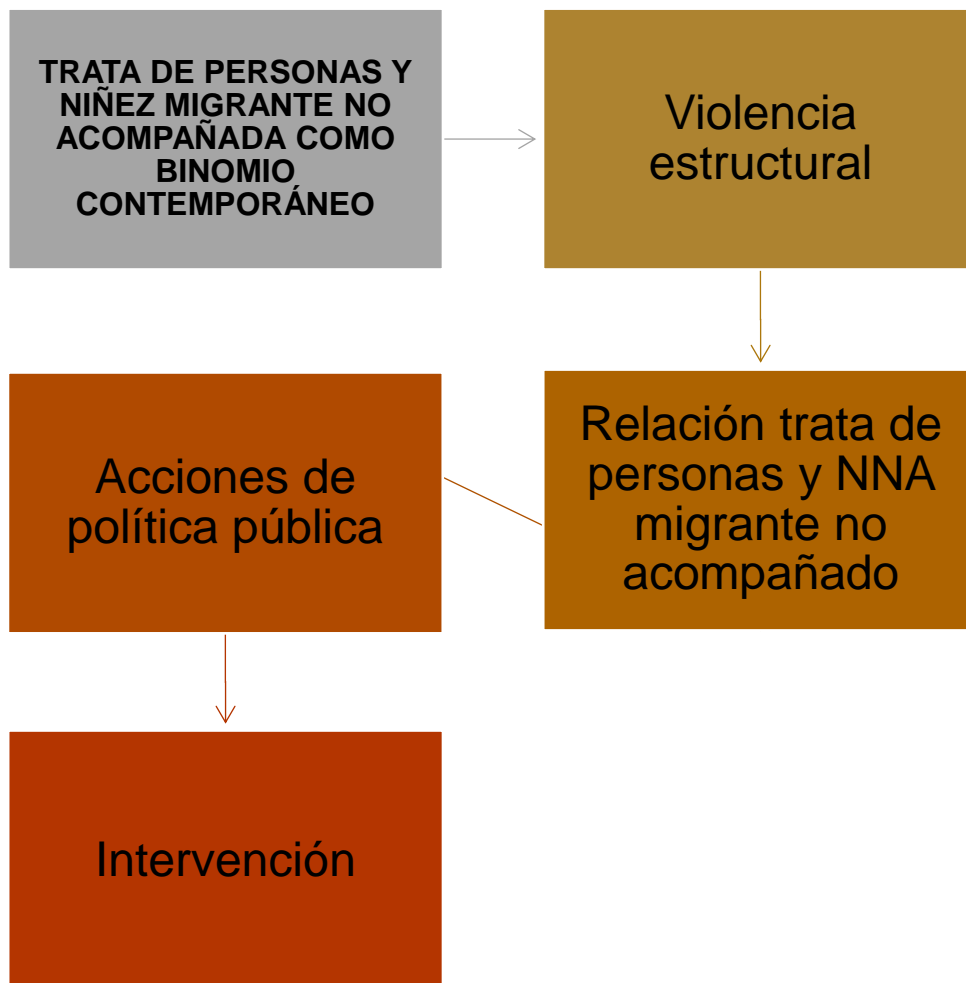 TRATA DE PERSONAS Y
NIÑEZ MIGRANTE NO
ACOMPAÑADA COMO
BINOMIO
CONTEMPORÁNEO
Violencia
estructural
Relación trata de
personas y NNA
migrante no
acompañado
Acciones de
política pública
Intervención